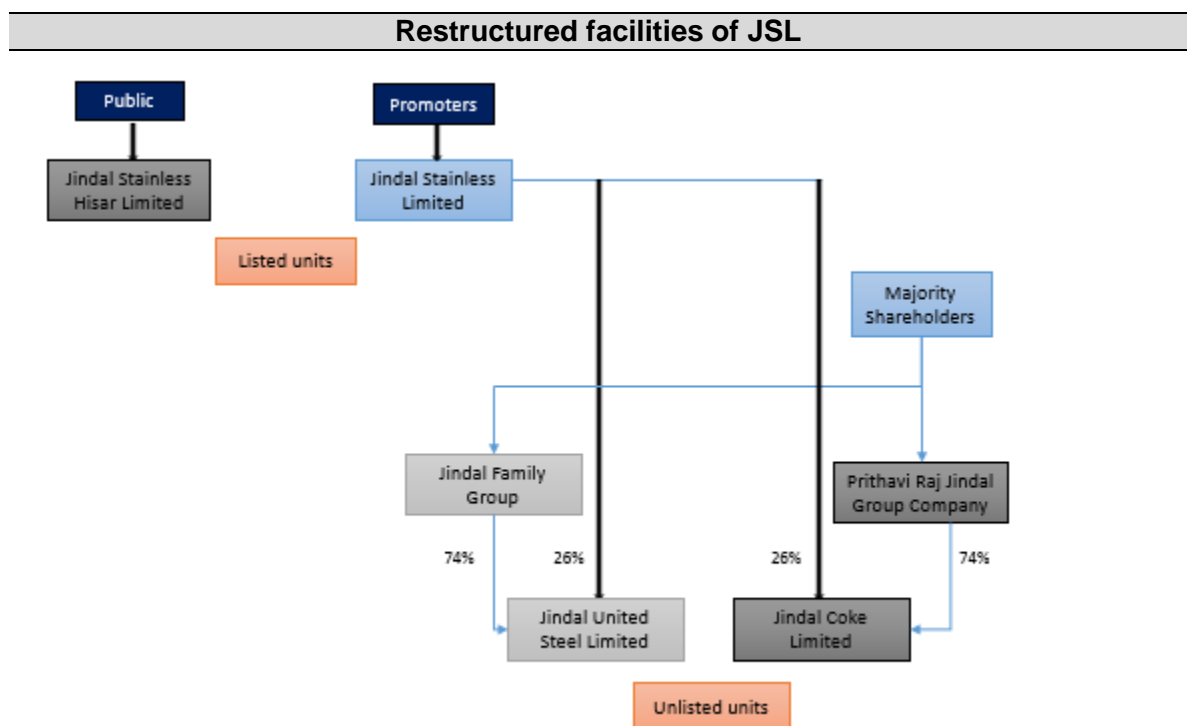 Restructured facilities of JSL
Public
Promoters
Jindal Stainless
Hisar Limited
Jindal Stainless
Limited
Listed units
Majority
Shareholders
Jindal Family
Group
Prithavi Raj Jindal
Group Company
74%
26%
26%
74%
Jindal United
Steel Limited
Jindal Coke
Limited
Unlisted units